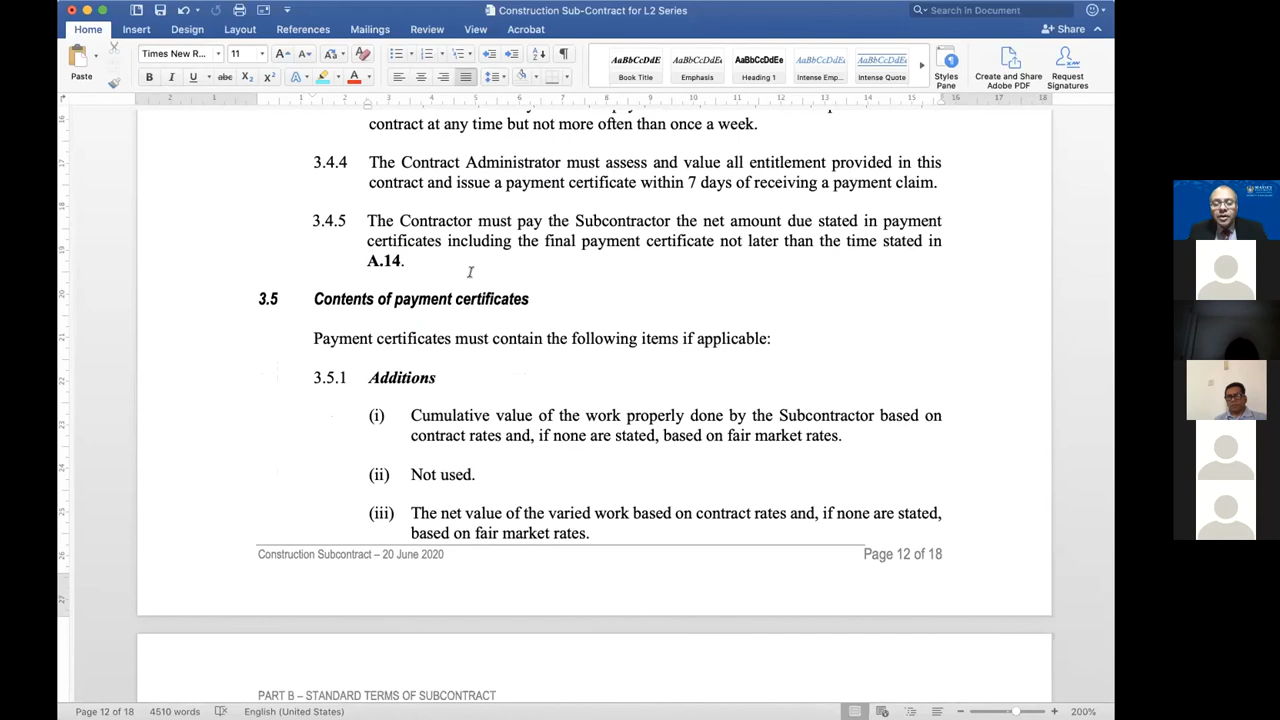 Construction Sub-Contract for L2 Series
Search in Document
Home Insert Design Layout References Mailings Review View Acrobat
Share
Paste
Times New R... 11
Book Title
Emphasis
Heading 1
Intense Emp...
Intense Quote
Styles Pane
Create and Share Adobe PDF
Request Signatures
contract at any time but not more often than once a week.
3.4.4 The Contract Administrator must assess and value all entitlement provided in this
contract and issue a payment certificate within 7 days of receiving a payment claim.
3.4.5 The Contractor must pay the Subcontractor the net amount due stated in payment
certificates including the final payment certificate not later than the time stated in
A.14.
3.5 Contents of payment certificates
Payment certificates must contain the following items if applicable:
3.5.1 Additions
(i) Cumulative value of the work properly done by the Subcontractor based on
contract rates and, if none are stated, based on fair market rates.
(ii) Not used.
(iii) The net value of the varied work based on contract rates and, if none are stated,
based on fair market rates.
Construction Subcontract – 20 June 2020 Page 12 of 18
PART B – STANDARD TERMS OF SUBCONTRACT
Page 12 of 18 4510 words English (United States) 200%